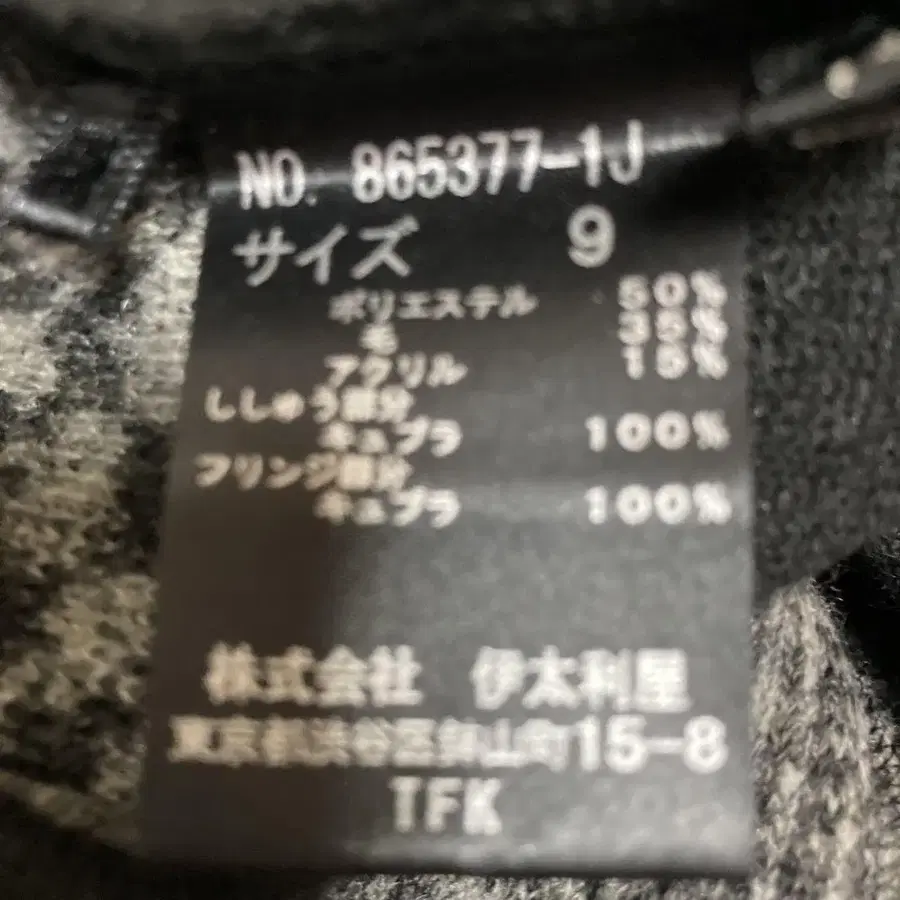 NO. 865377-1J
サイズ 9
ポリエステル 50%
毛 35%
アクリル 15%
ししゅう部分
キュプラ 100%
フリンジ部分
キュプラ 100%
株式会社 伊太利屋
東京都渋谷区鉢山町15-8
TFK